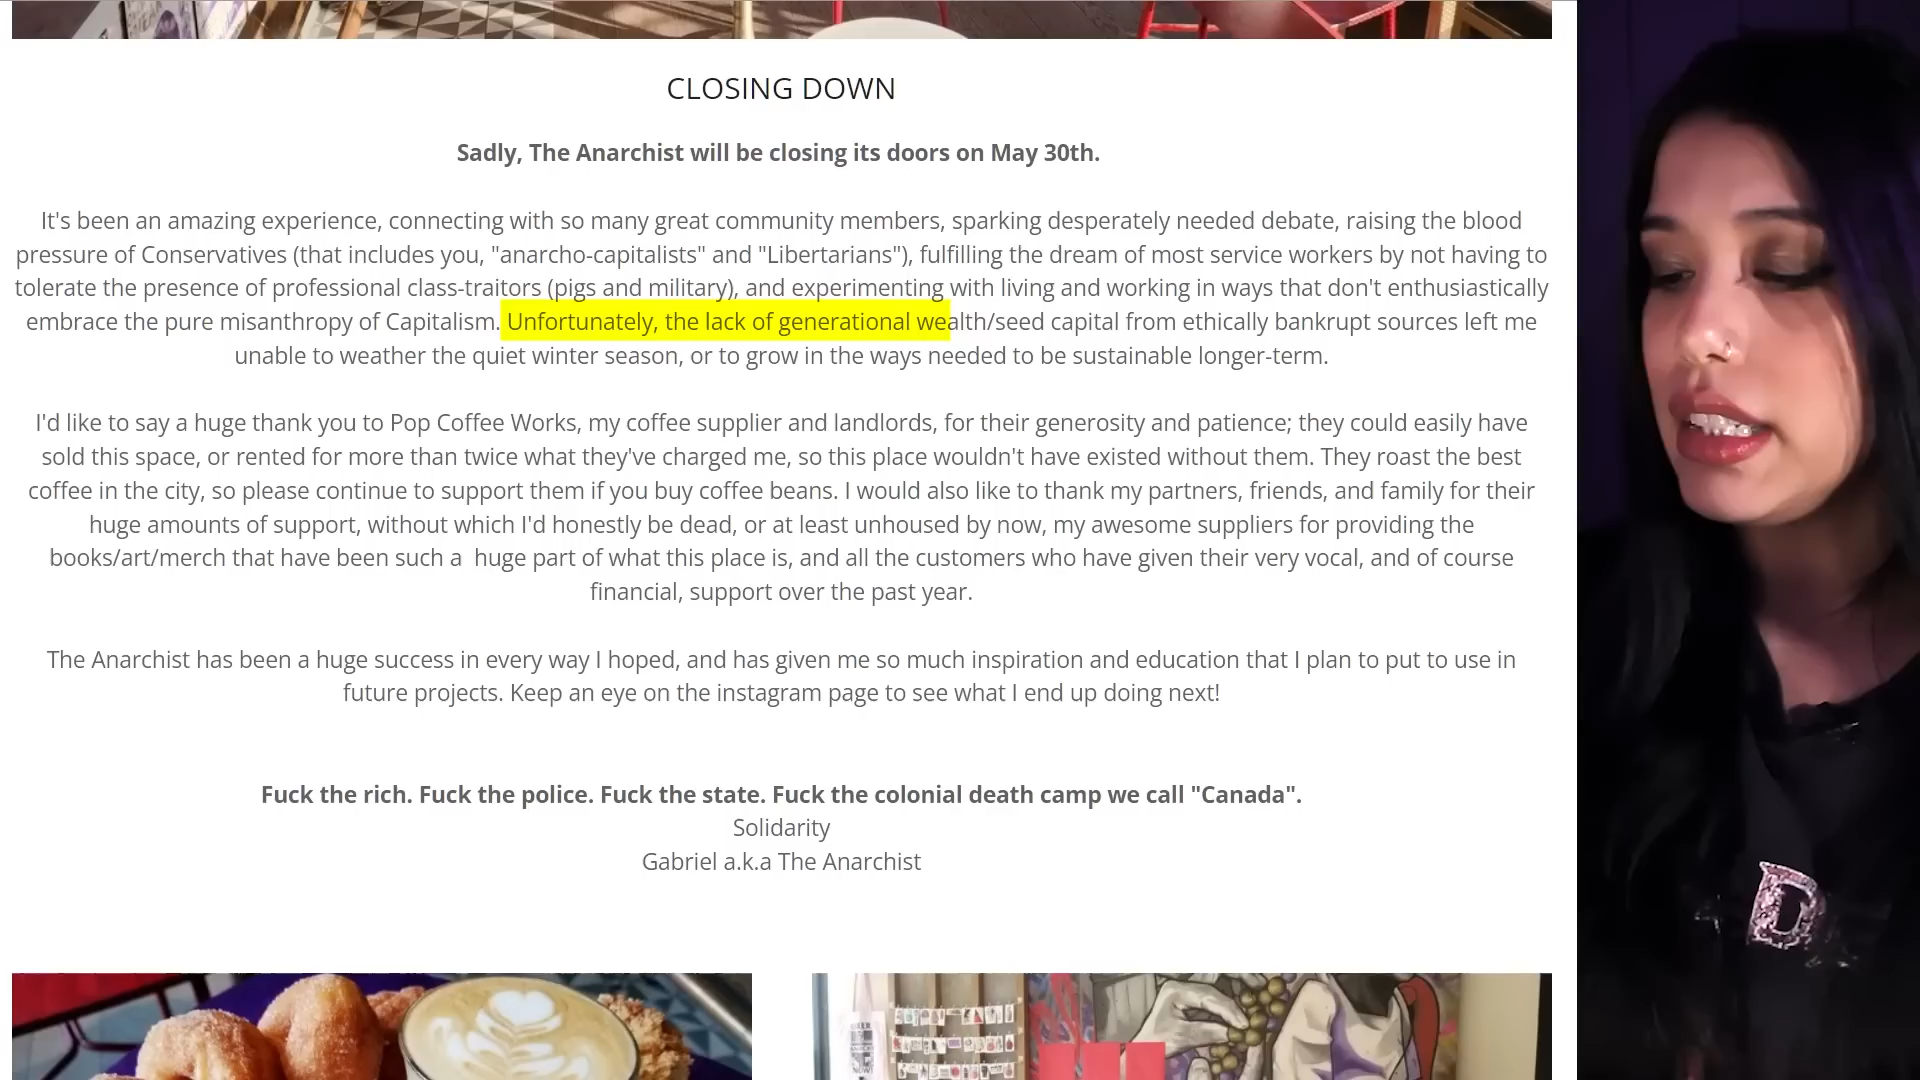 CLOSING DOWN
Sadly, The Anarchist will be closing its doors on May 30th.
It's been an amazing experience, connecting with so many great community members, sparking desperately needed debate, raising the blood
pressure of Conservatives (that includes you, "anarcho-capitalists" and "Libertarians"), fulfilling the dream of most service workers by not having to
tolerate the presence of professional class-traitors (pigs and military), and experimenting with living and working in ways that don't enthusiastically
embrace the pure misanthropy of Capitalism. Unfortunately, the lack of generational wealth/seed capital from ethically bankrupt sources left me
unable to weather the quiet winter season, or to grow in the ways needed to be sustainable longer-term.
I'd like to say a huge thank you to Pop Coffee Works, my coffee supplier and landlords, for their generosity and patience; they could easily have
sold this space, or rented for more than twice what they've charged me, so this place wouldn't have existed without them. They roast the best
coffee in the city, so please continue to support them if you buy coffee beans. I would also like to thank my partners, friends, and family for their
huge amounts of support, without which I'd honestly be dead, or at least unhoused by now, my awesome suppliers for providing the
books/art/merch that have been such a  huge part of what this place is, and all the customers who have given their very vocal, and of course
financial, support over the past year.
The Anarchist has been a huge success in every way I hoped, and has given me so much inspiration and education that I plan to put to use in
future projects. Keep an eye on the instagram page to see what I end up doing next!
Fuck the rich. Fuck the police. Fuck the state. Fuck the colonial death camp we call "Canada".
Solidarity
Gabriel a.k.a The Anarchist
D